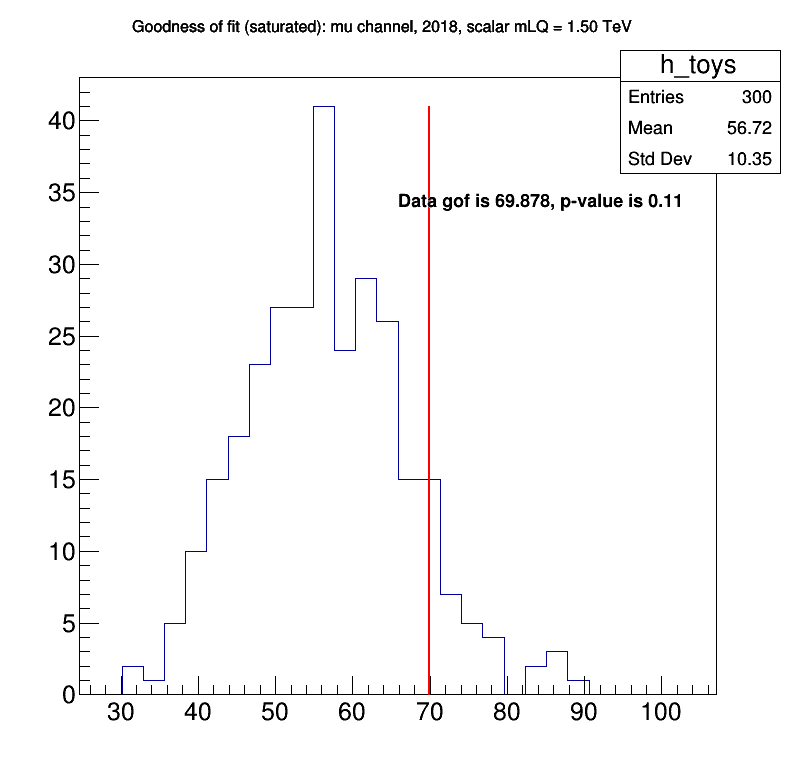 Goodness of fit (saturated): mu channel, 2018, scalar mLQ = 1.50 TeV
h_toys
Entries 300
Mean 56.72
Std Dev 10.35
Data gof is 69.878, p-value is 0.11
40
35
30
25
20
15
10
5
0
30 40 50 60 70 80 90 100